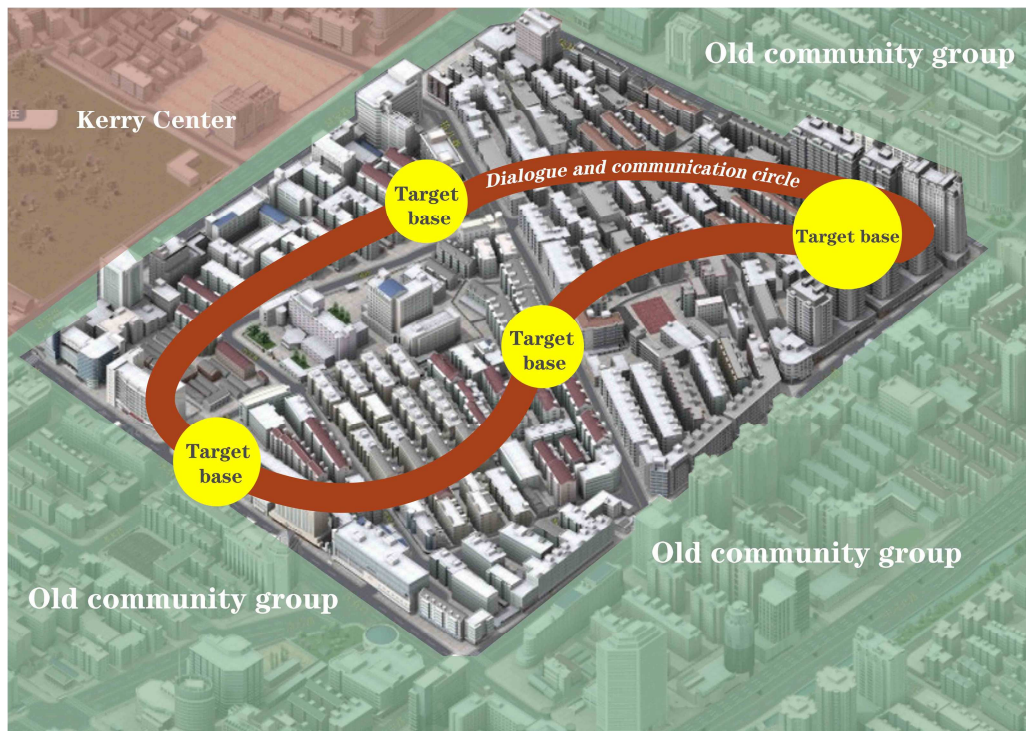 Old community group
Kerry Center
Dialogue and communication circle
Target
base
Target base
Target
base
Target
base
Old community group
Old community group